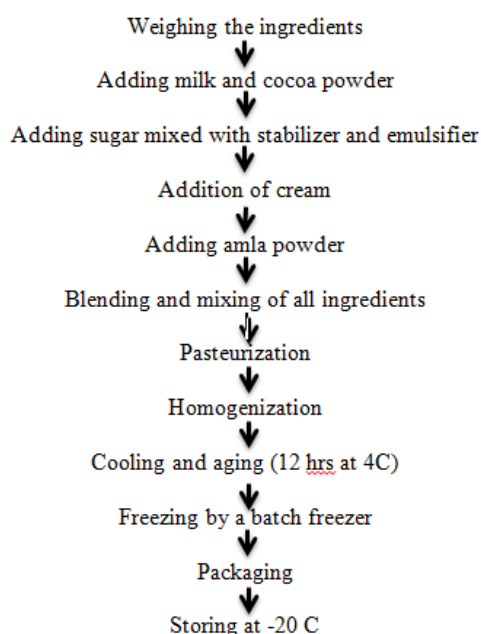 Weighing the ingredients
Adding milk and cocoa powder
Adding sugar mixed with stabilizer and emulsifier
Addition of cream
Adding amla powder
Blending and mixing of all ingredients
Pasteurization
Homogenization
Cooling and aging (12 hrs at 4C)
Freezing by a batch freezer
Packaging
Storing at -20 C